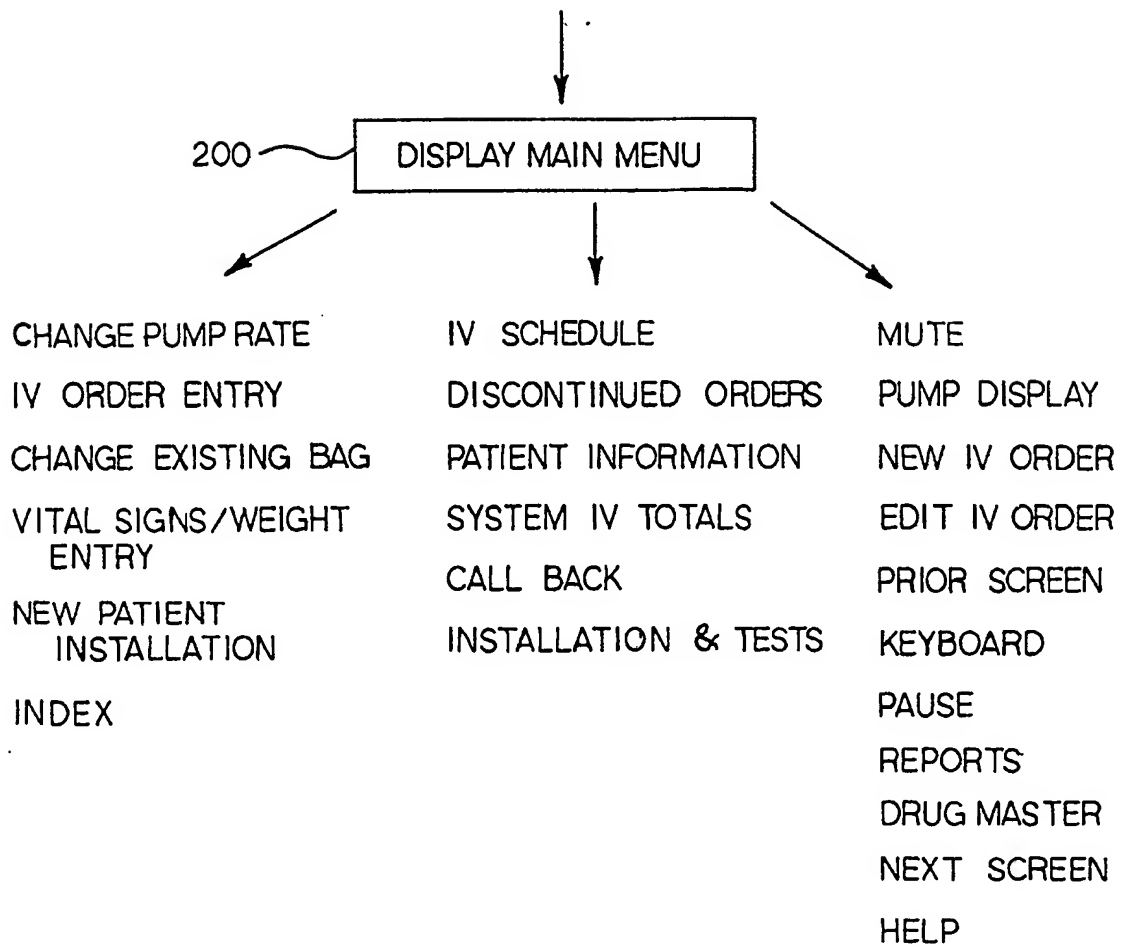 200
DISPLAY MAIN MENU
CHANGE PUMP RATE
IV ORDER ENTRY
CHANGE EXISTING BAG
VITAL SIGNS/WEIGHT
ENTRY
NEW PATIENT
INSTALLATION
INDEX
IV SCHEDULE
DISCONTINUED ORDERS
PATIENT INFORMATION
SYSTEM IV TOTALS
CALL BACK
INSTALLATION & TESTS
MUTE
PUMP DISPLAY
NEW IV ORDER
EDIT IV ORDER
PRIOR SCREEN
KEYBOARD
PAUSE
REPORTS
DRUG MASTER
NEXT SCREEN
HELP